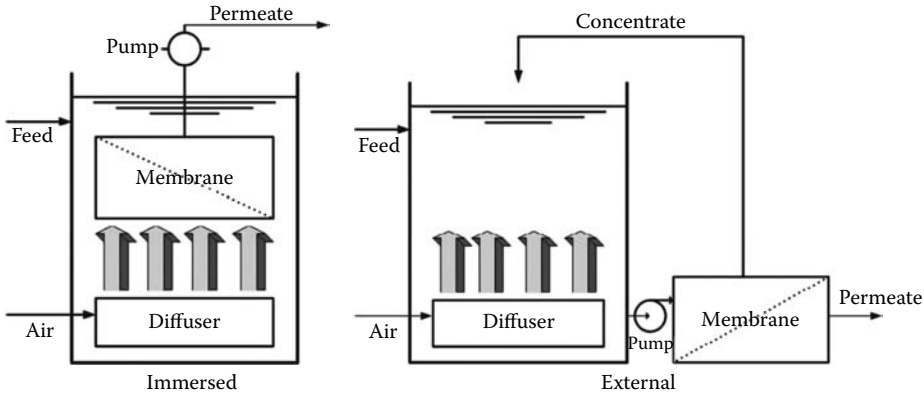 Permeate
Pump
Feed
Membrane
Air
Diffuser
Immersed
Concentrate
Feed
Air
Diffuser
Pump
Membrane
Permeate
External